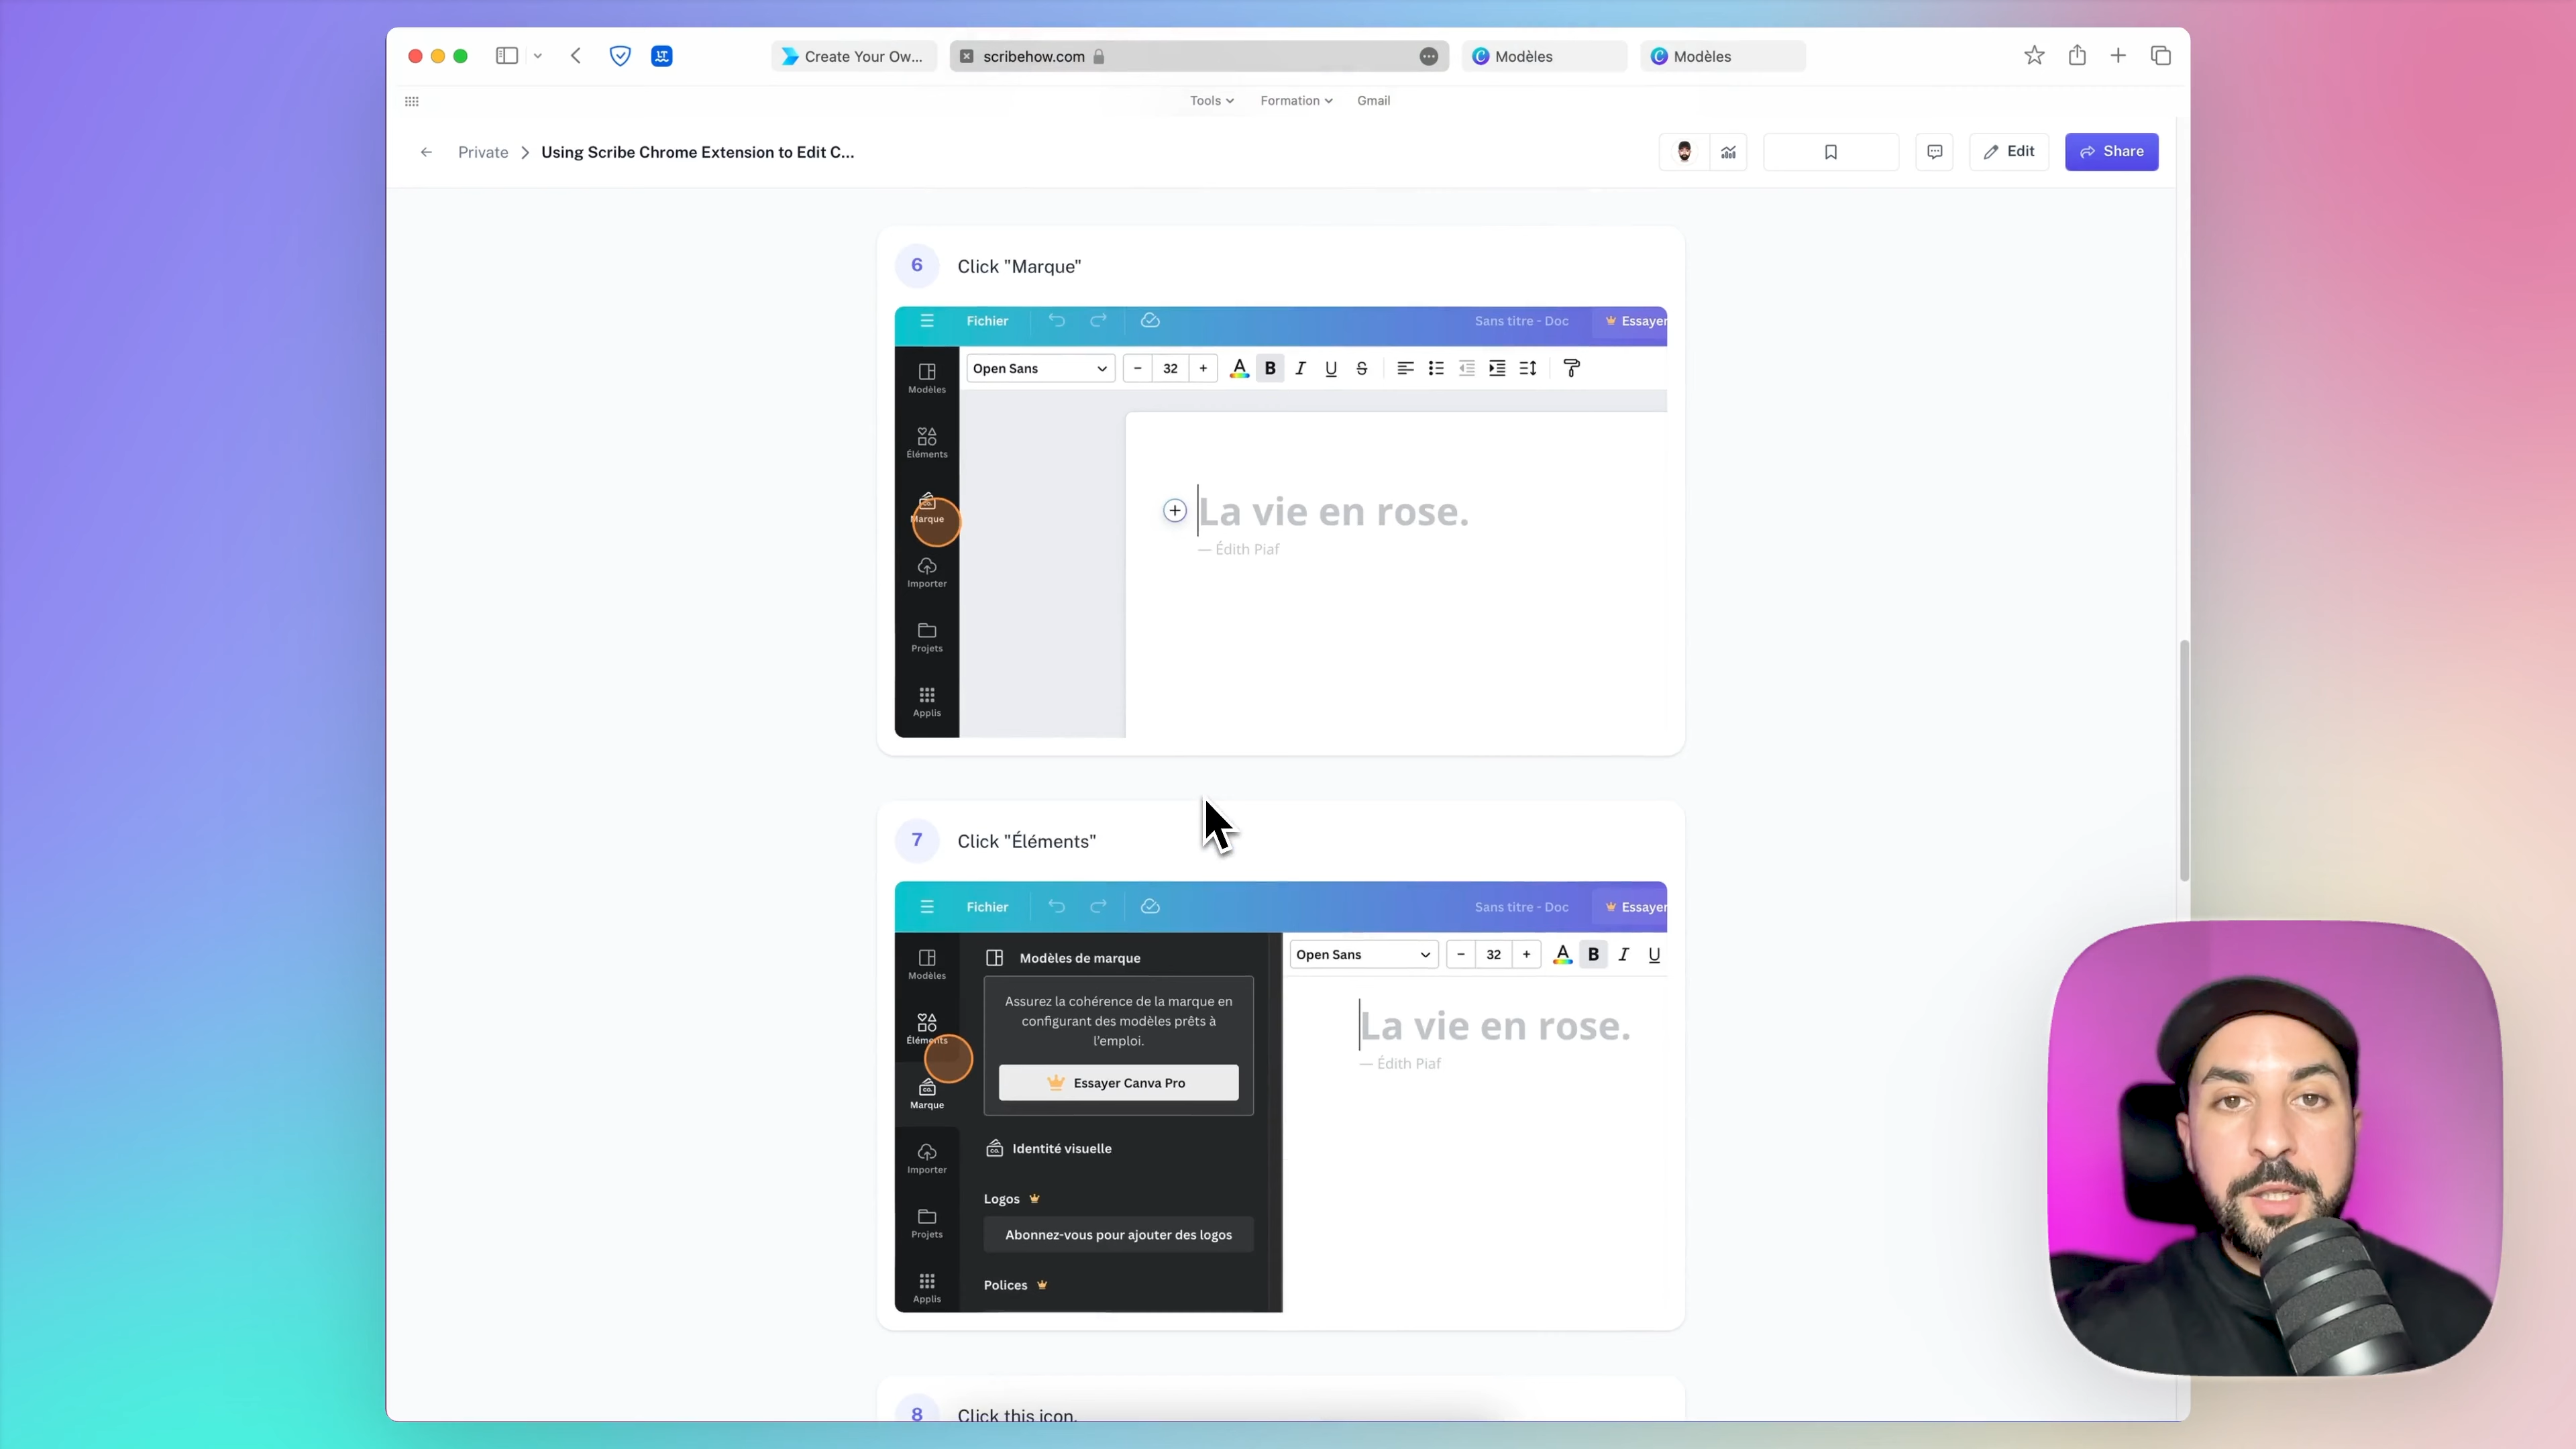 Create Your Ow...
scribehow.com
Modèles
Modèles
Tools
Formation
Gmail
Private
Using Scribe Chrome Extension to Edit C...
Edit
Share
6
Click "Marque"
Fichier
Sans titre - Doc
Essayer
Modèles
Éléments
Marque
Importer
Projets
Applis
Open Sans
32
A
B
I
U
S
La vie en rose.
— Édith Piaf
7
Click "Éléments"
Fichier
Sans titre - Doc
Essayer
Modèles
Éléments
Marque
Importer
Projets
Applis
Modèles de marque
Assurez la cohérence de la marque en
configurant des modèles prêts à
l'emploi.
Essayer Canva Pro
Identité visuelle
Logos
Abonnez-vous pour ajouter des logos
Polices
Open Sans
32
A
B
I
U
La vie en rose.
— Édith Piaf
8
Click this icon.